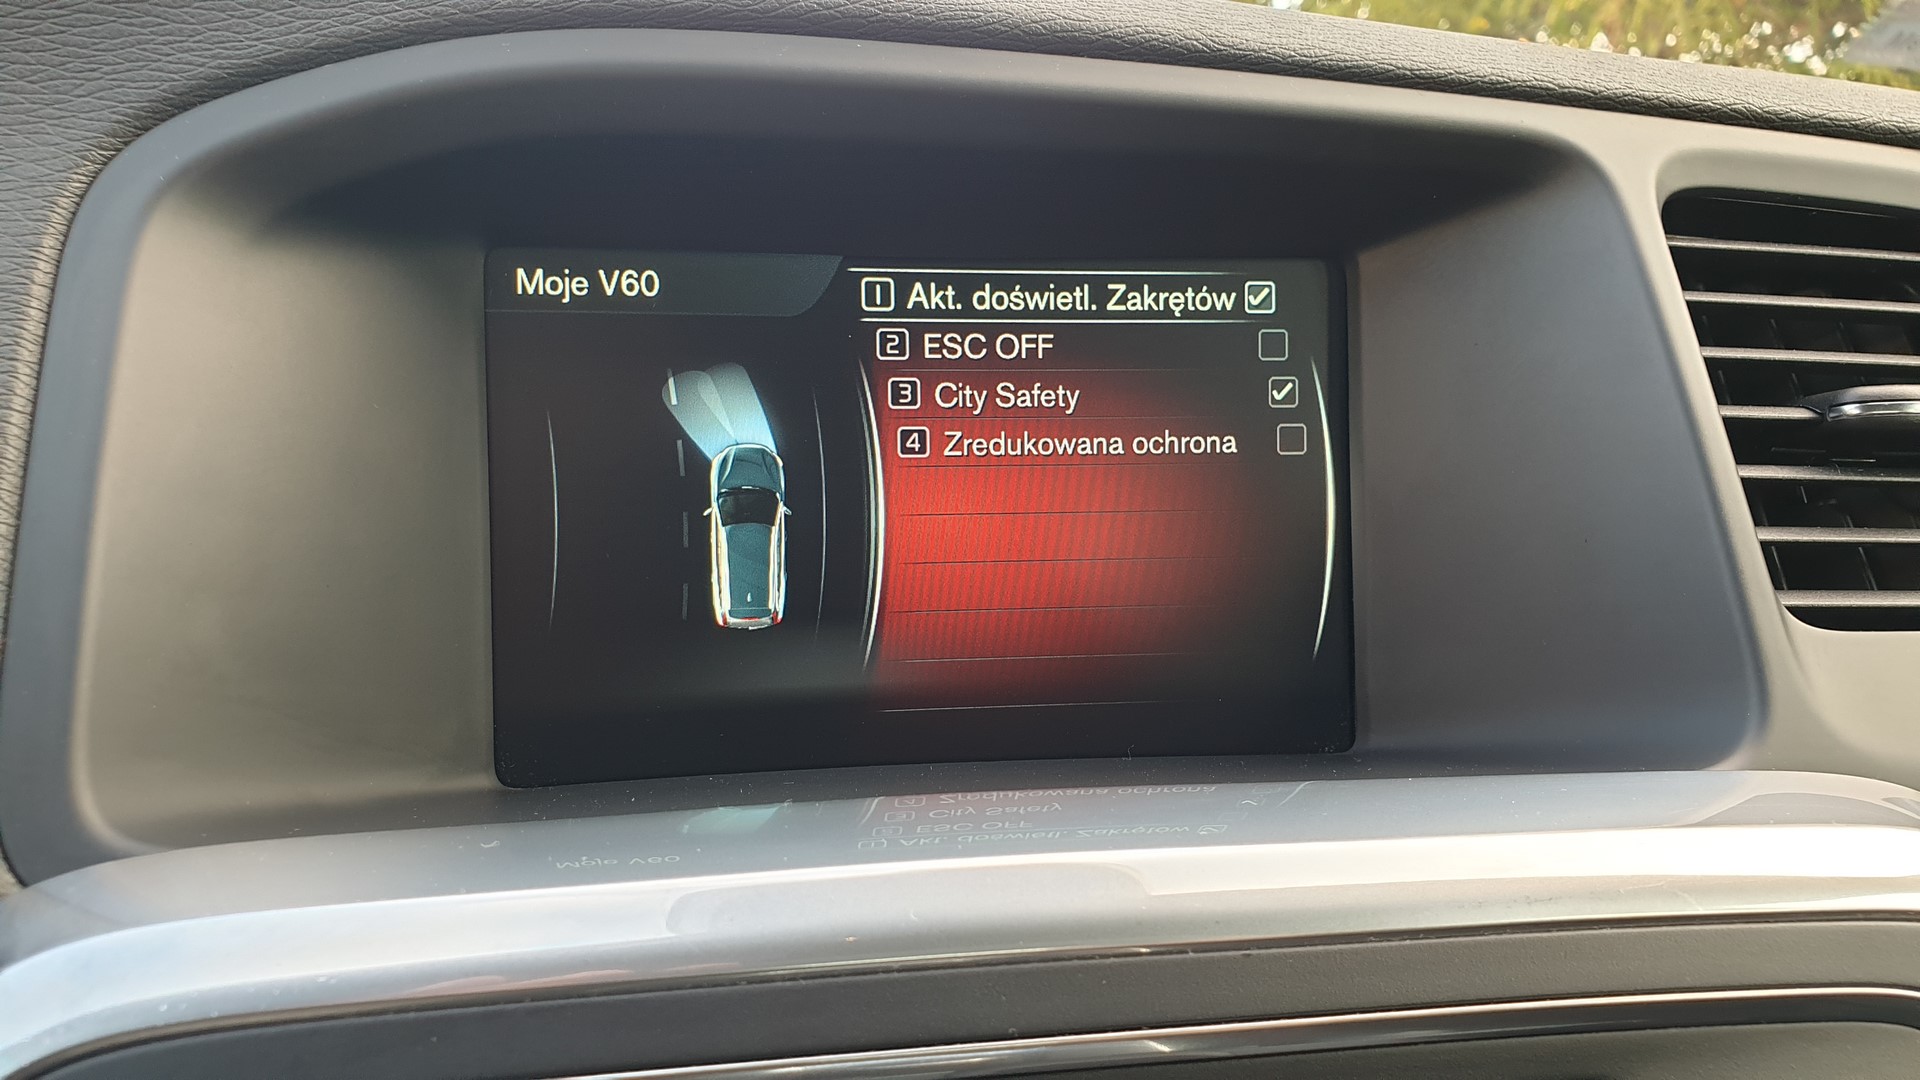 Moje V60
1 Akt. doświetl. Zakrętów
2 ESC OFF
3 City Safety
4 Zredukowana ochrona